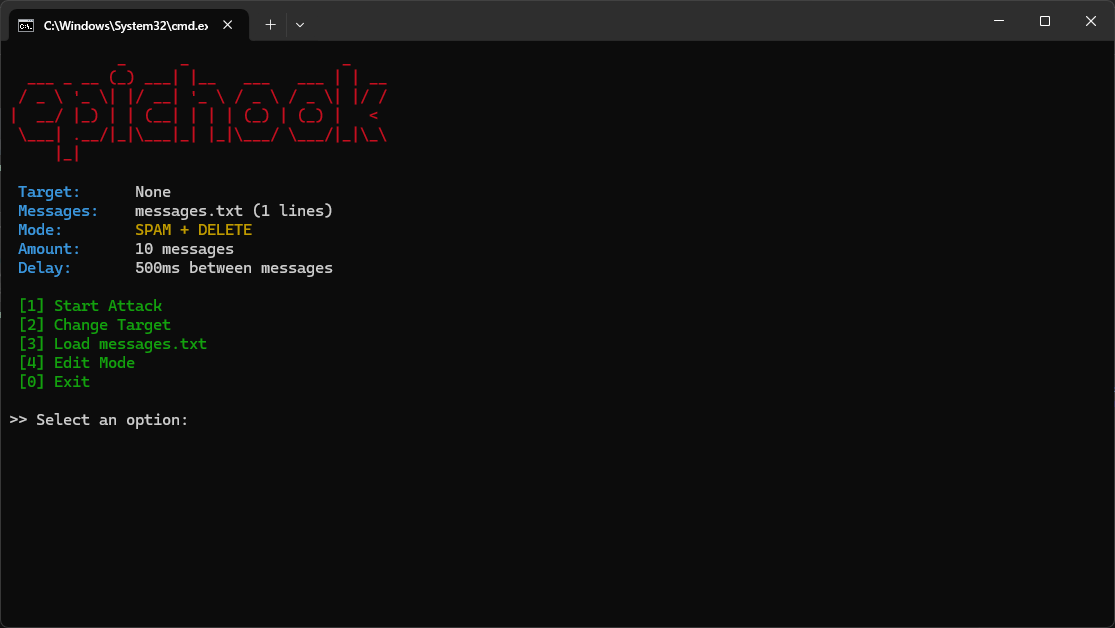 C:\Windows\System32\cmd.ex
epichook
Target: None
Messages: messages.txt (1 lines)
Mode: SPAM + DELETE
Amount: 10 messages
Delay: 500ms between messages
[1] Start Attack
[2] Change Target
[3] Load messages.txt
[4] Edit Mode
[0] Exit
>> Select an option: